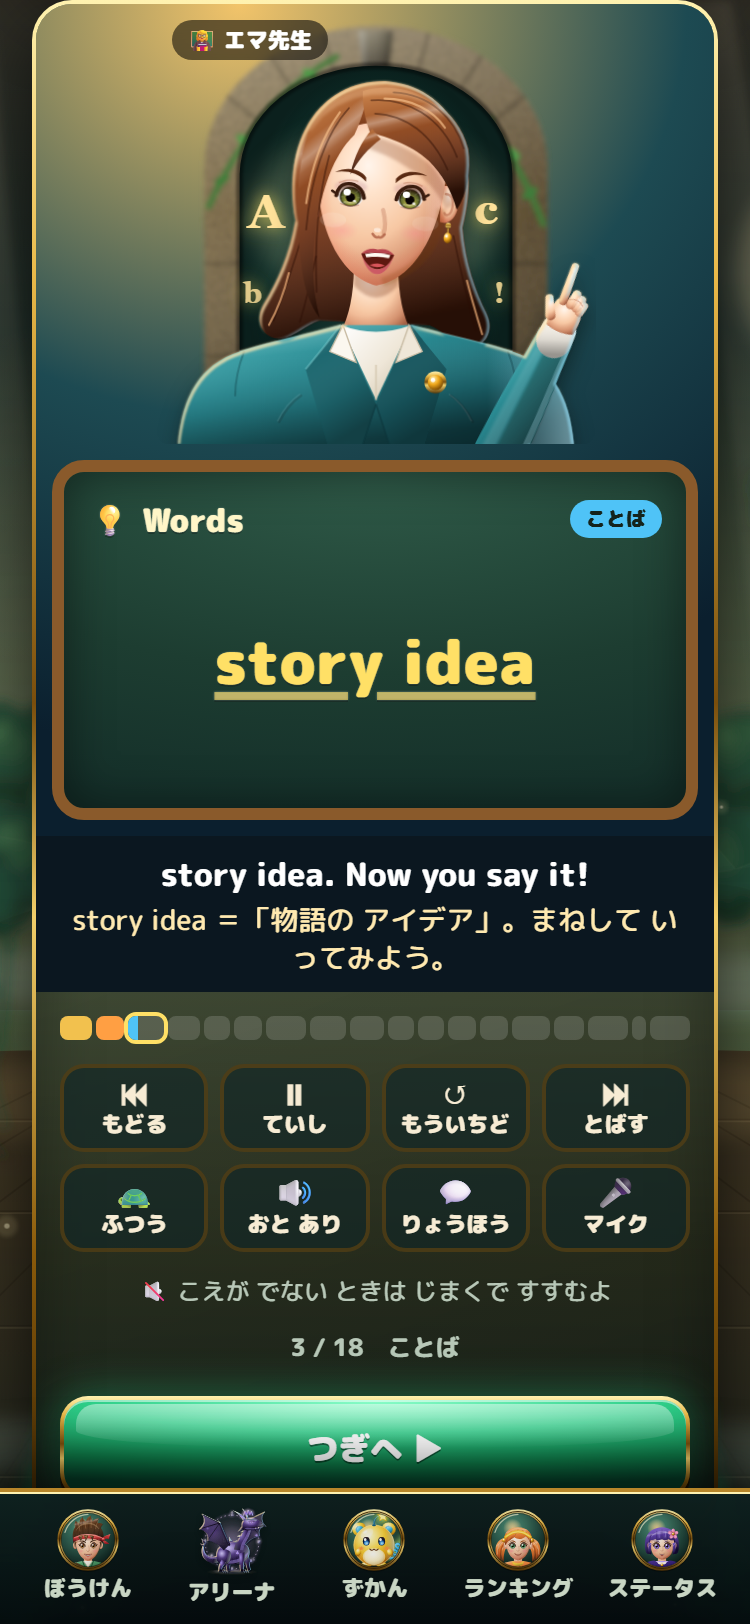 エマ先生
A
c
b
!
Words
ことば
story idea
story idea. Now you say it!
story idea ＝「物語の アイデア」。まねして い
ってみよう。
もどる
ていし
もういちど
とばす
ふつう
おと あり
りょうほう
マイク
こえが でない ときは じまくで すすむよ
3 / 18 ことば
つぎへ ▶
ぼうけん
アリーナ
ずかん
ランキング
ステータス